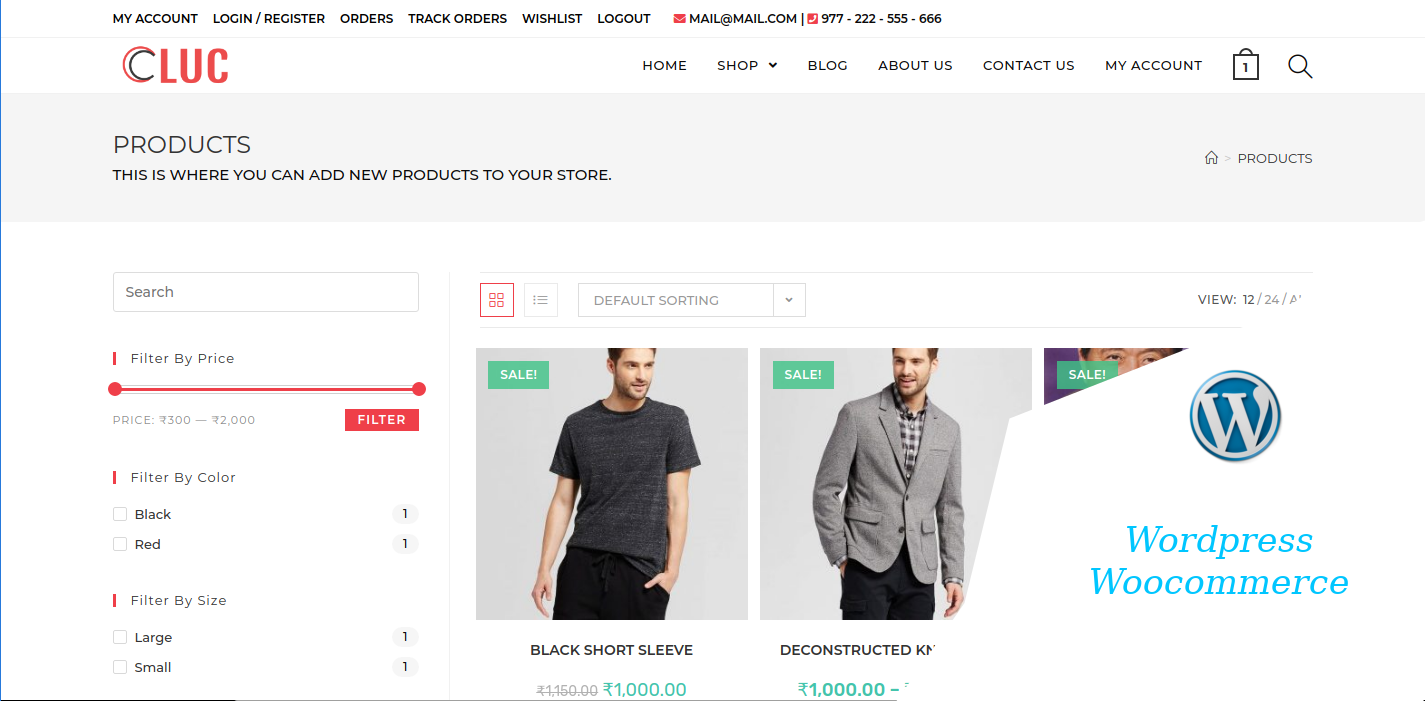 MY ACCOUNT LOGIN / REGISTER ORDERS TRACK ORDERS WISHLIST LOGOUT MAIL@MAIL.COM | 977 - 222 - 555 - 666
CLUC
HOME SHOP BLOG ABOUT US CONTACT US MY ACCOUNT 1
PRODUCTS
THIS IS WHERE YOU CAN ADD NEW PRODUCTS TO YOUR STORE.
> PRODUCTS
Search
DEFAULT SORTING
VIEW: 12 / 24 /
Filter By Price
PRICE: ₹300 — ₹2,000
FILTER
Filter By Color
Black 1
Red 1
Filter By Size
Large 1
Small 1
SALE!
SALE!
SALE!
BLACK SHORT SLEEVE
₹1,150.00 ₹1,000.00
DECONSTRUCTED
₹1,000.00 –
W
Wordpress
Woocommerce